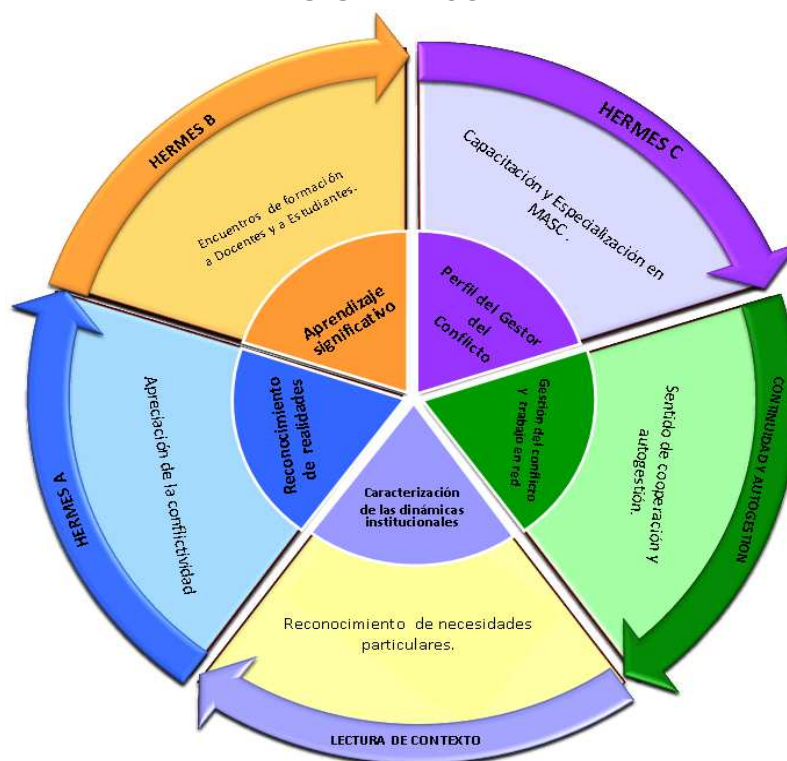 HERMES B
Encuentros de formación
a Docentes y a Estudiantes.
Aprendizaje
significativo
HERMES C
Capacitación y Especialización en
MASC .
Perfil del Gestor
del
Conflicto
CONTINUIDAD Y AUTOGESTION
Sentido de cooperación y
autogestión.
Gestión del conflicto
y trabajo en red
LECTURA DE CONTEXTO
Reconocimiento de necesidades
particulares.
Caracterización
de las dinámicas
institucionales
HERMES A
Apreciación de la conflictividad
Reconocimiento
de realidades